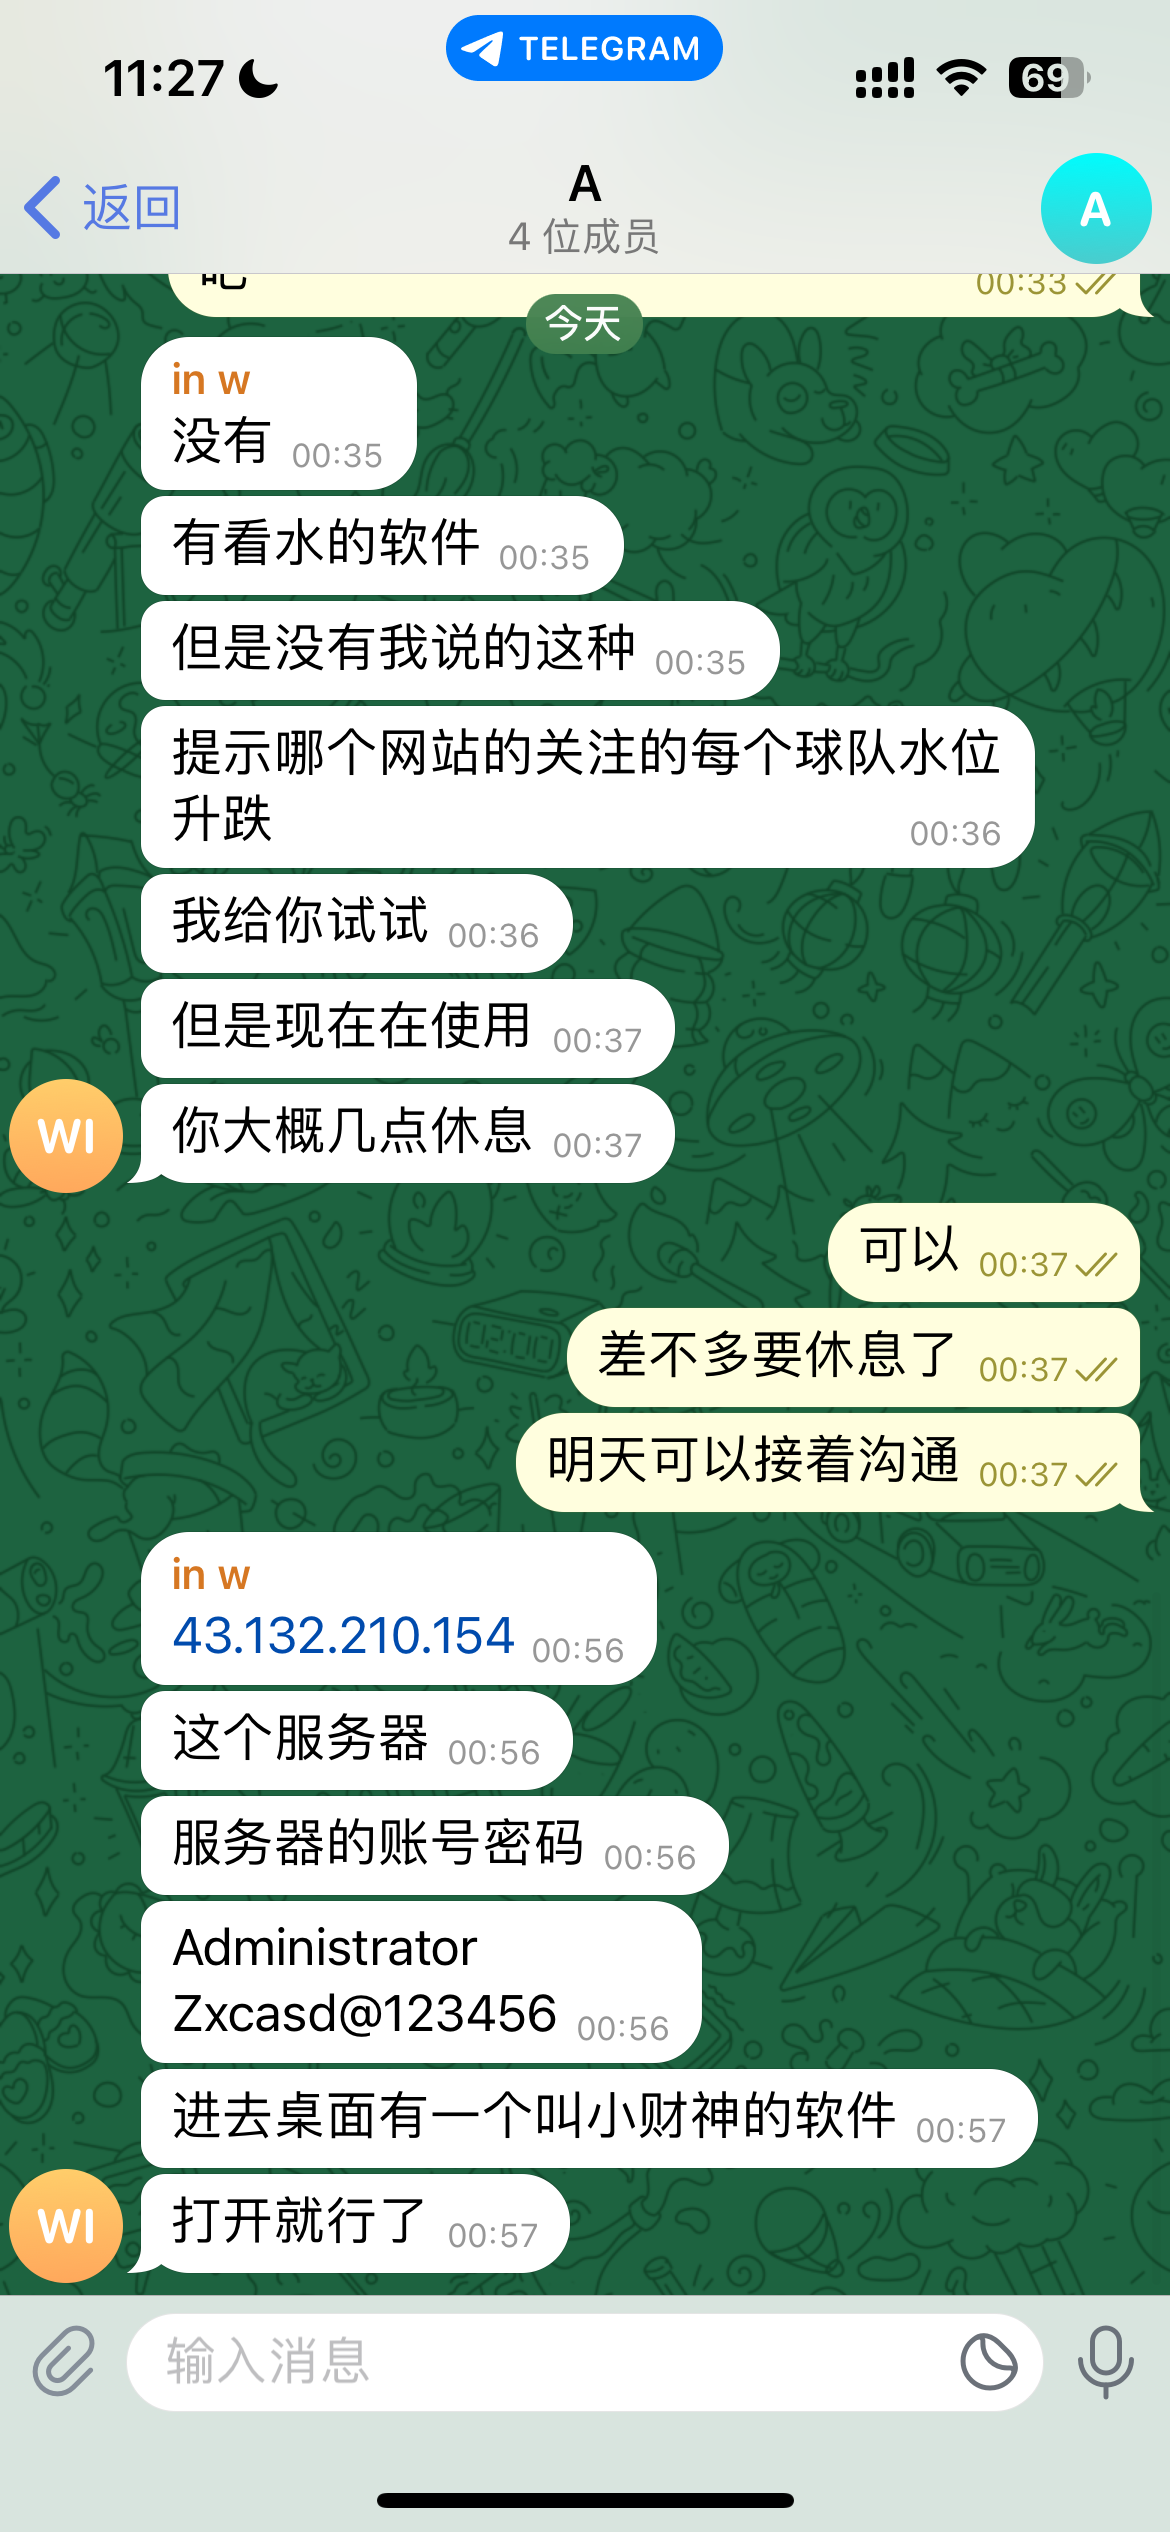 11:27
TELEGRAM
69
返回
A
4 位成员
A
吧
00:33
今天
in w
没有 00:35
有看水的软件 00:35
但是没有我说的这种 00:35
提示哪个网站的关注的每个球队水位
升跌 00:36
我给你试试 00:36
但是现在在使用 00:37
你大概几点休息 00:37
WI
可以 00:37
差不多要休息了 00:37
明天可以接着沟通 00:37
in w
43.132.210.154 00:56
这个服务器 00:56
服务器的账号密码 00:56
Administrator
Zxcasd@123456 00:56
进去桌面有一个叫小财神的软件 00:57
打开就行了 00:57
WI
输入消息